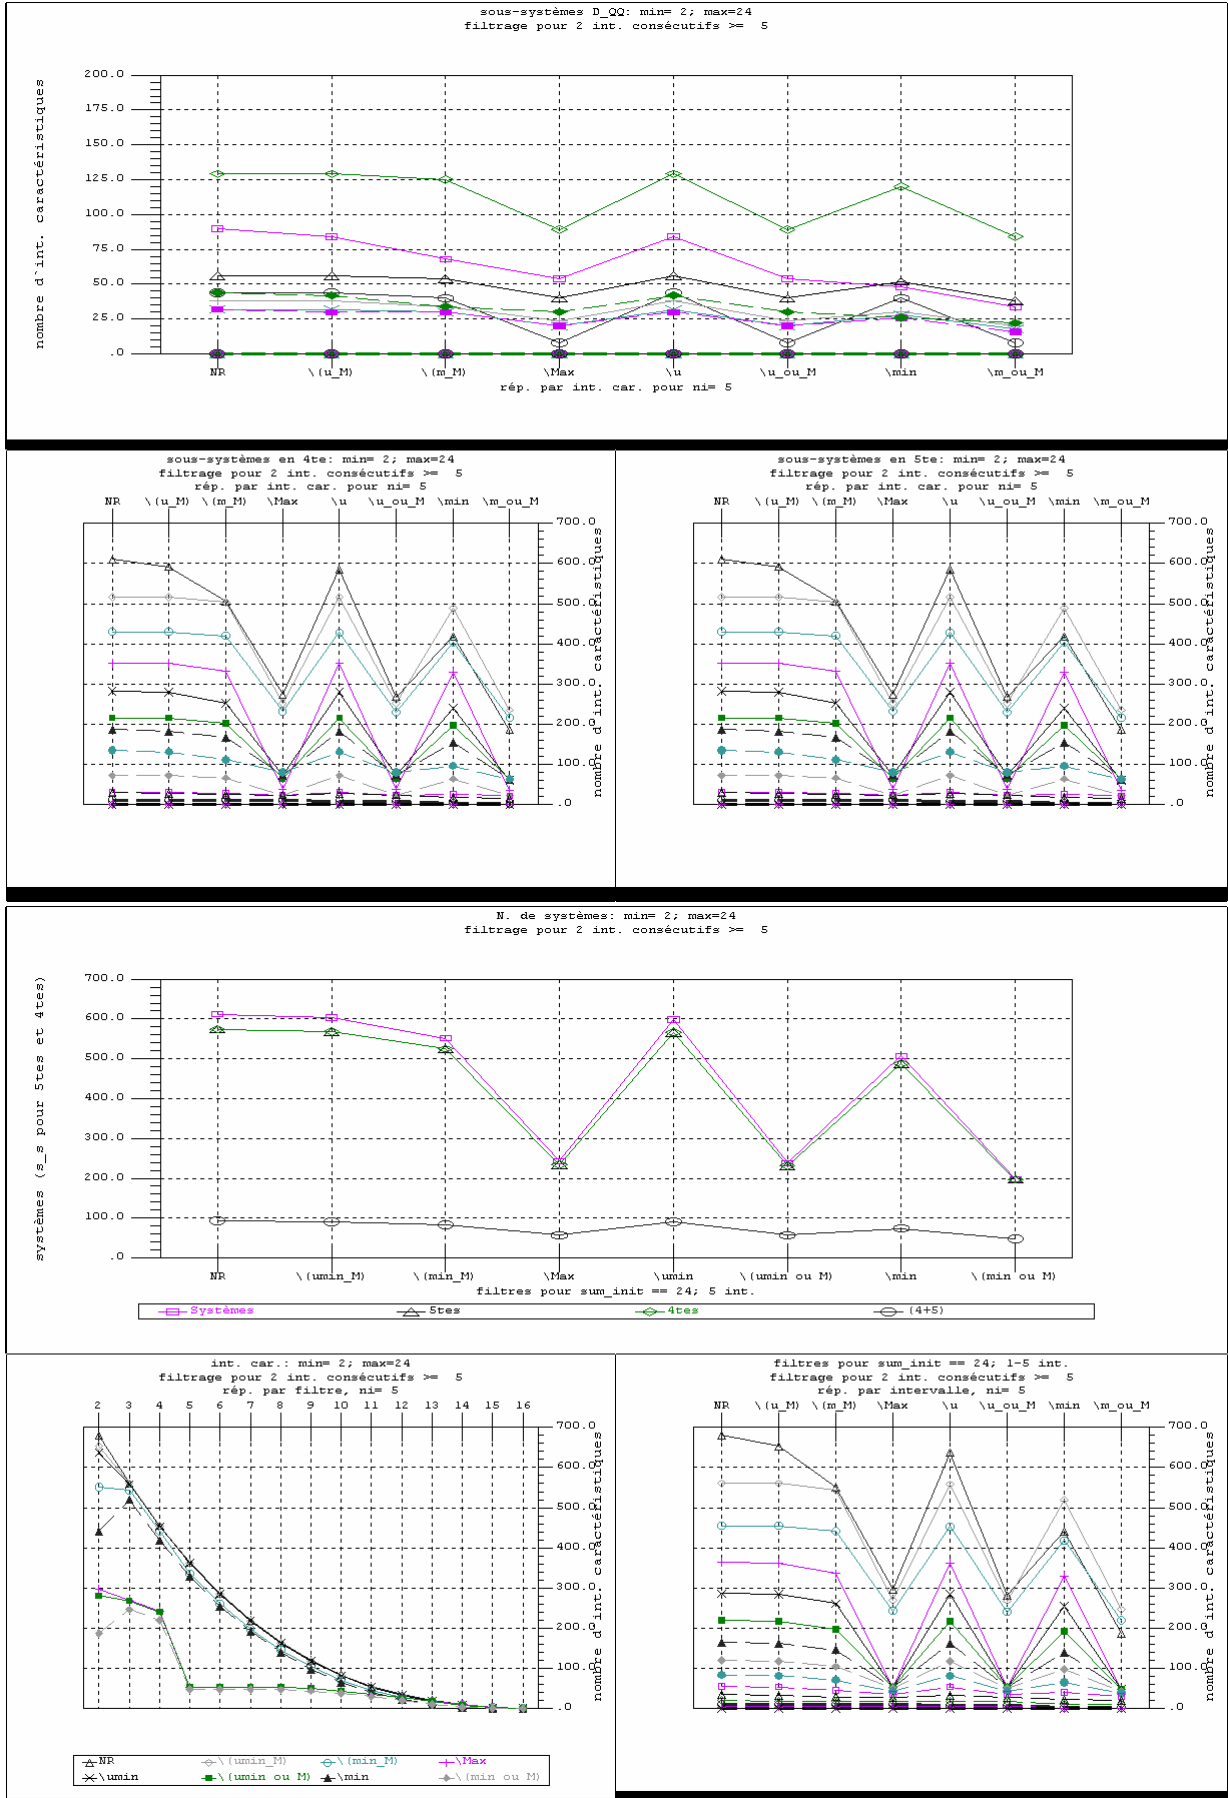 sous-systèmes D_QQ: min= 2; max=24
filtrage pour 2 int. consécutifs >= 5
nombre d`int. caractéristiques
200.0
175.0
150.0
125.0
100.0
75.0
50.0
25.0
.0
NR \(u_M) \(m_M) \Max \u \u_ou_M \min \m_ou_M
rép. par int. car. pour ni= 5
sous-systèmes en 4te: min= 2; max=24
filtrage pour 2 int. consécutifs >= 5
rép. par int. car. pour ni= 5
NR \(u_M) \(m_M) \Max \u \u_ou_M \min \m_ou_M
700.0
600.0
500.0
400.0
300.0
200.0
100.0
.0
nombre d`int. caractéristiques
sous-systèmes en 5te: min= 2; max=24
filtrage pour 2 int. consécutifs >= 5
rép. par int. car. pour ni= 5
NR \(u_M) \(m_M) \Max \u \u_ou_M \min \m_ou_M
700.0
600.0
500.0
400.0
300.0
200.0
100.0
.0
nombre d`int. caractéristiques
N. de systèmes: min= 2; max=24
filtrage pour 2 int. consécutifs >= 5
systèmes (s_s pour 5tes et 4tes)
700.0
600.0
500.0
400.0
300.0
200.0
100.0
.0
NR \(umin_M) \(min_M) \Max \umin \(umin ou M) \min \(min ou M)
filtres pour sum_init == 24; 5 int.
Systèmes 5tes 4tes (4+5)
int. car.: min= 2; max=24
filtrage pour 2 int. consécutifs >= 5
rép. par filtre, ni= 5
2 3 4 5 6 7 8 9 10 11 12 13 14 15 16
700.0
600.0
500.0
400.0
300.0
200.0
100.0
.0
nombre d`int. caractéristiques
NR \(umin_M) \(min_M) \Max
\umin \(umin ou M) \min \(min ou M)
filtres pour sum_init == 24; 1-5 int.
filtrage pour 2 int. consécutifs >= 5
rép. par intervalle, ni= 5
NR \(u_M) \(m_M) \Max \u \u_ou_M \min \m_ou_M
700.0
600.0
500.0
400.0
300.0
200.0
100.0
.0
nombre d`int. caractéristiques